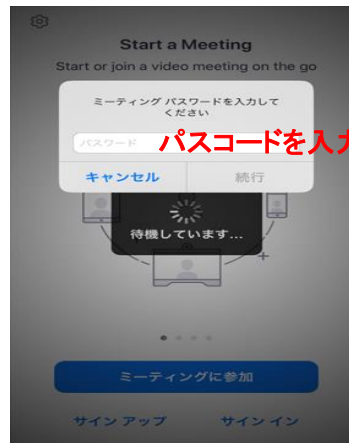 Start a Meeting
Start or join a video meeting on the go
ミーティング パスワードを入力して
ください
パスワード
パスコードを入力
キャンセル
続行
待機しています...
ミーティングに参加
サイン アップ
サイン イン